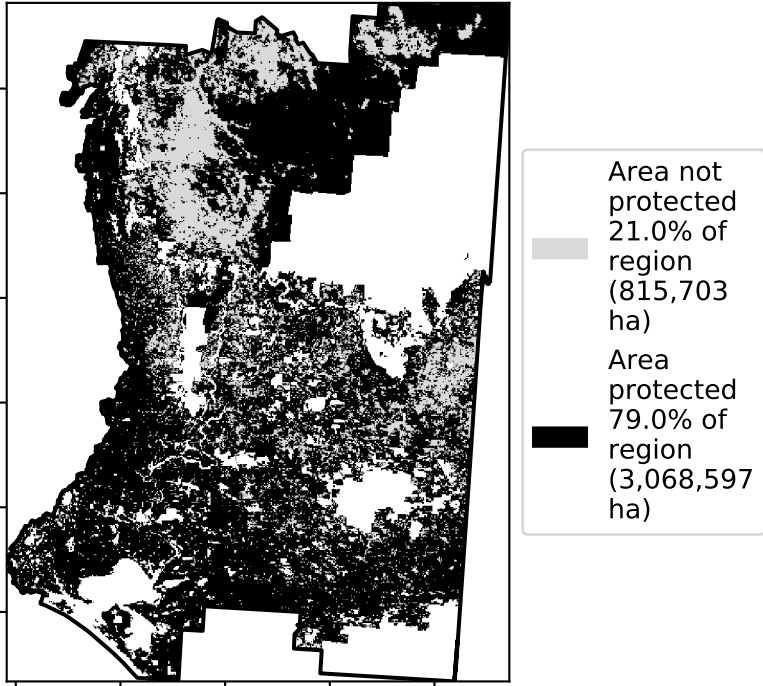 Area not
protected
21.0% of
region
(815,703
ha)
Area
protected
79.0% of
region
(3,068,597
ha)